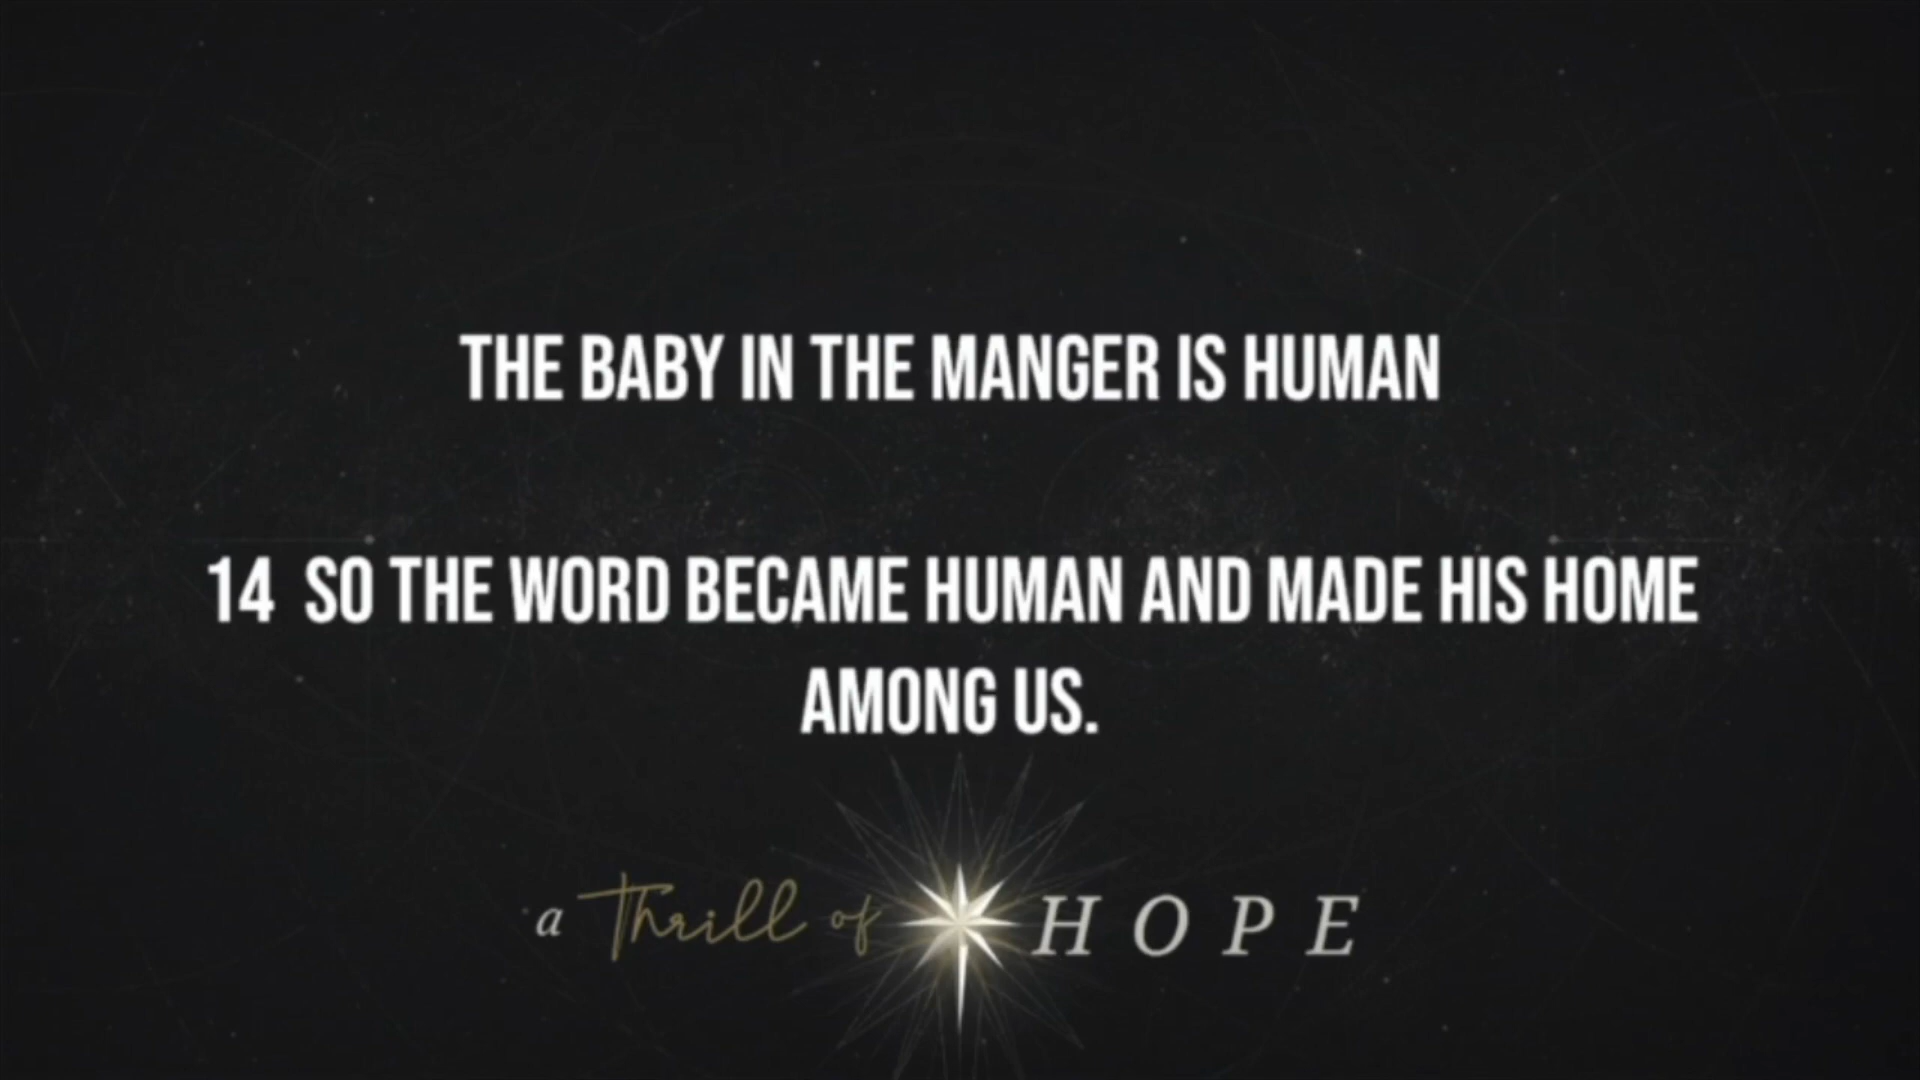 THE BABY IN THE MANGER IS HUMAN
14 SO THE WORD BECAME HUMAN AND MADE HIS HOME
AMONG US.
a Thrill of HOPE